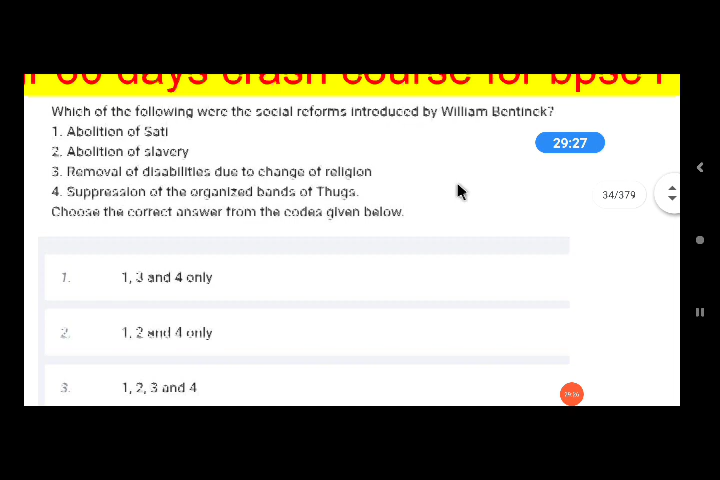 60 days crash course for bpsc
Which of the following were the social reforms introduced by William Bentinck?
1. Abolition of Sati
29:27
2. Abolition of slavery
3. Removal of disabilities due to change of religion
4. Suppression of the organized bands of Thugs.
34/379
Choose the correct answer from the codes given below.
1. 1, 3 and 4 only
2. 1, 2 and 4 only
3. 1, 2, 3 and 4
29:26